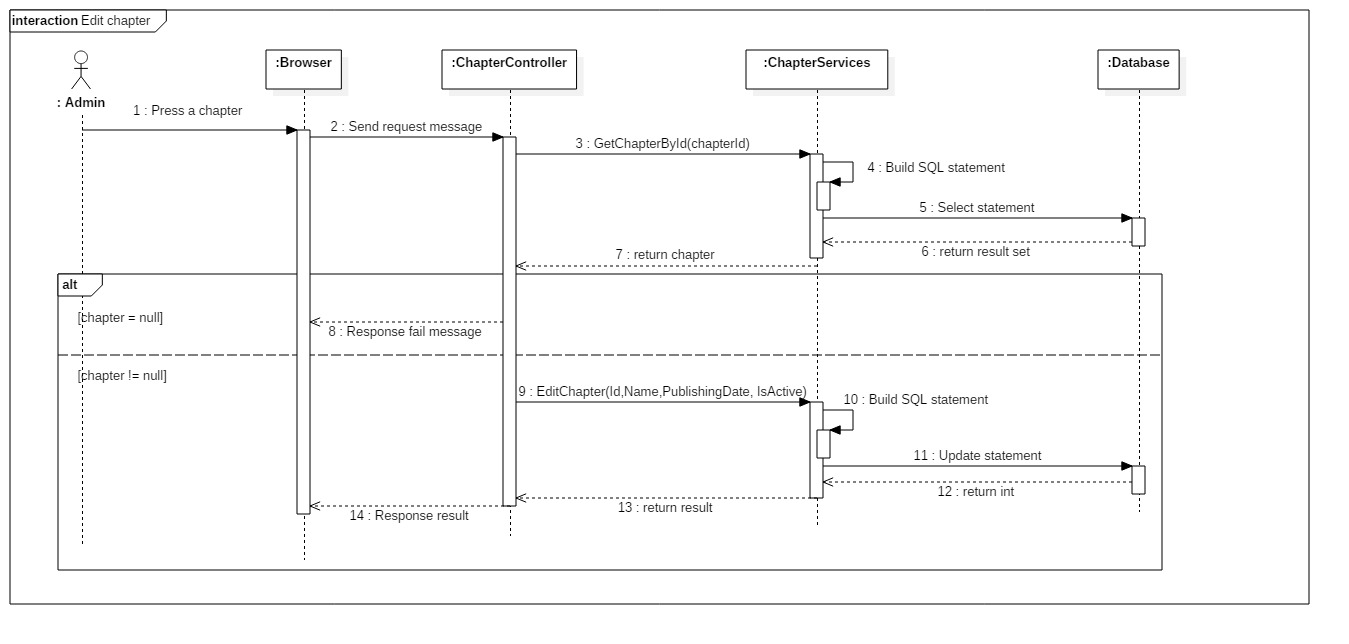 interaction Edit chapter
:Browser
:ChapterController
:ChapterServices
:Database
: Admin
1 : Press a chapter
2 : Send request message
3 : GetChapterById(chapterId)
4 : Build SQL statement
5 : Select statement
6 : return result set
7 : return chapter
alt
[chapter = null]
8 : Response fail message
[chapter != null]
9 : EditChapter(Id,Name,PublishingDate, IsActive)
10 : Build SQL statement
11 : Update statement
12 : return int
13 : return result
14 : Response result